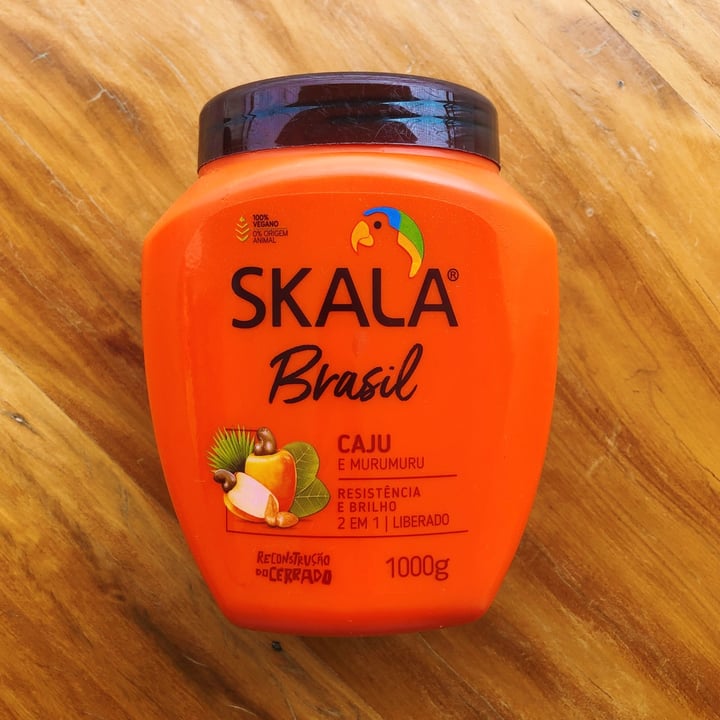 100%
VEGANO
0% ORIGEM
ANIMAL
SKALA®
Brasil
CAJU
E MURUMURU
RESISTÊNCIA
E BRILHO
2 EM 1 | LIBERADO
RECONSTRUÇÃO
DO CERRADO
1000g